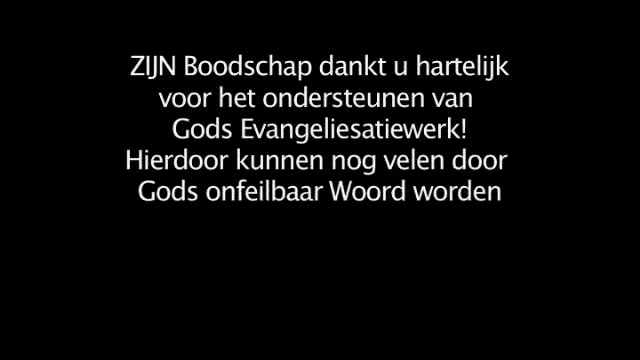 ZIJN Boodschap dankt u hartelijk
voor het ondersteunen van
Gods Evangeliesatiewerk!
Hierdoor kunnen nog velen door
Gods onfeilbaar Woord worden